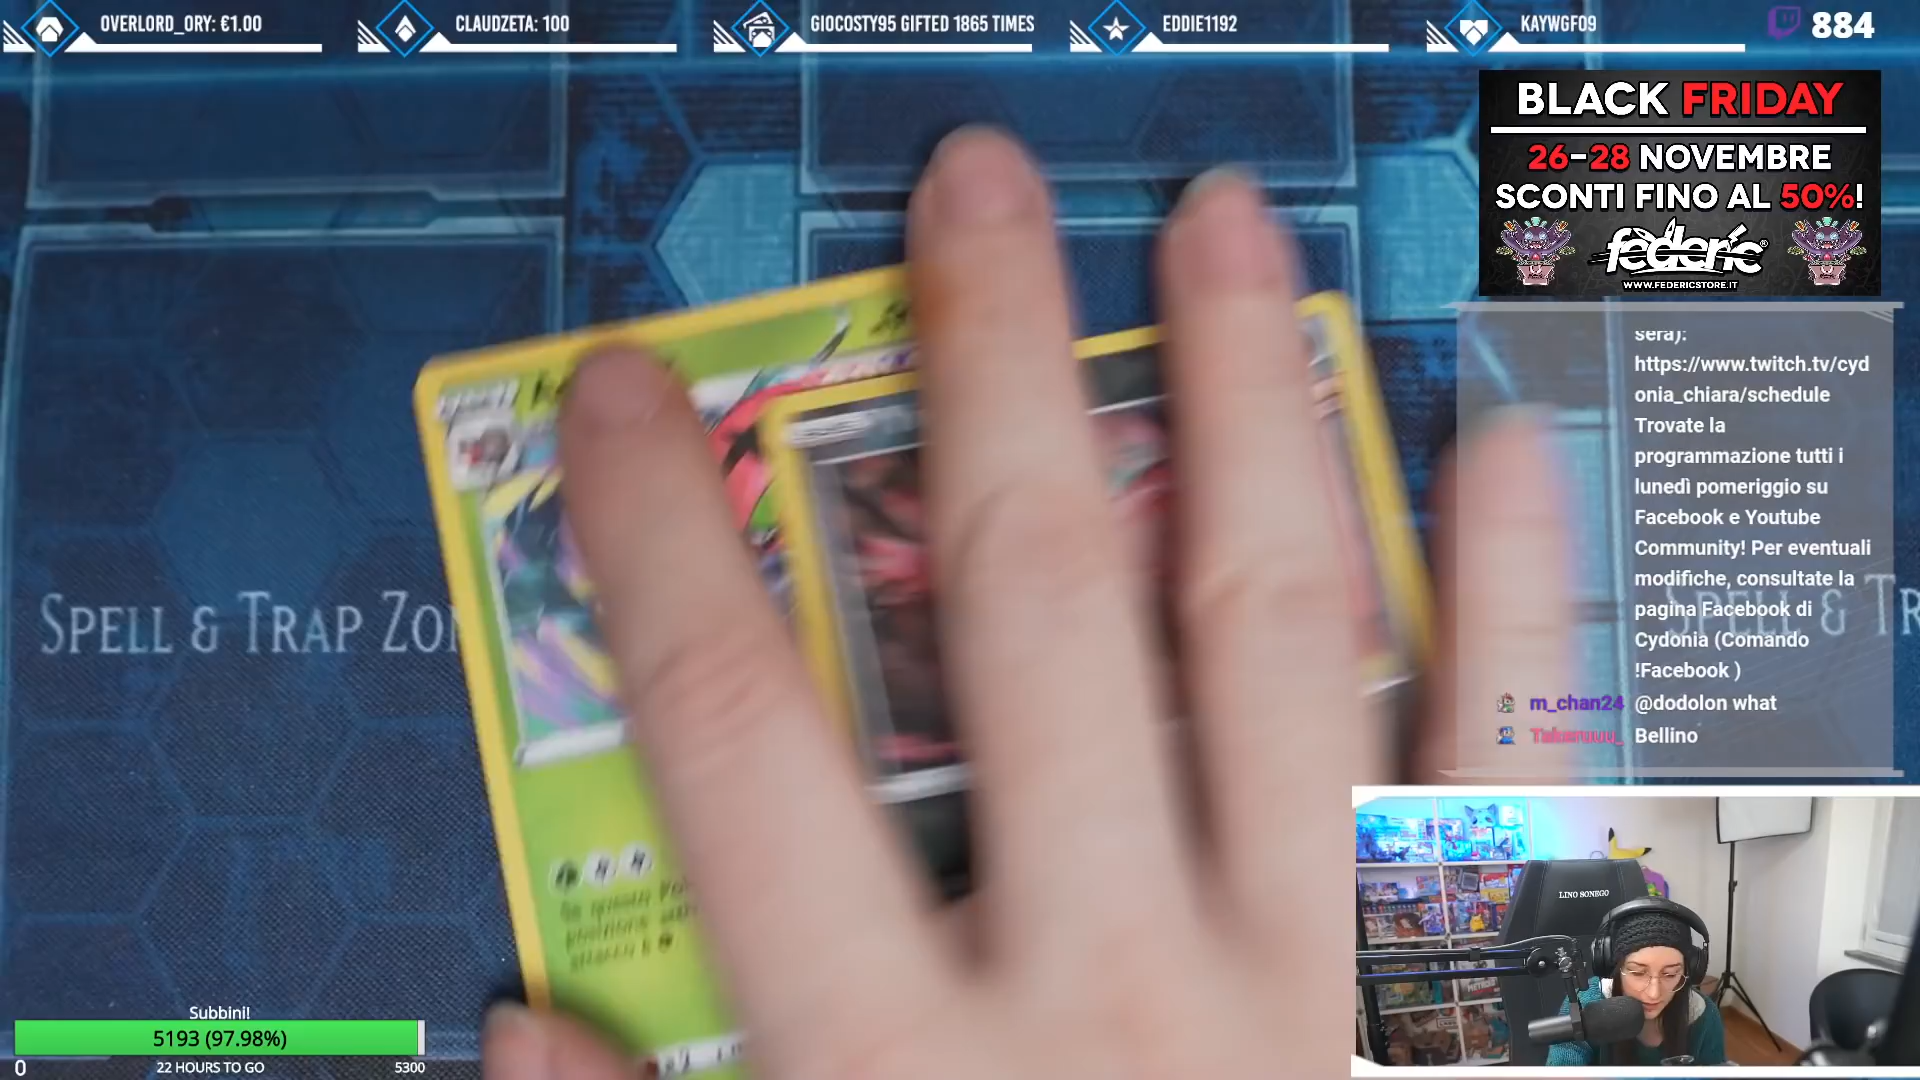 OVERLORD_ORY: €1.00
CLAUDZETA: 100
GIOCOSTY95 GIFTED 1865 TIMES
EDDIE1192
KAYWGF09
884
BLACK FRIDAY
26-28 NOVEMBRE
SCONTI FINO AL 50%!
federic®
WWW.FEDERICSTORE.IT
sera):
https://www.twitch.tv/cyd
onia_chiara/schedule
Trovate la
programmazione tutti i
lunedì pomeriggio su
Facebook e Youtube
Community! Per eventuali
modifiche, consultate la
pagina Facebook di
Cydonia (Comando
!Facebook )
m_chan24 @dodolon what
Bellino
SPELL & TRAP ZO
SPELL & TR
LINO SONEGO
Subbini!
5193 (97.98%)
0 22 HOURS TO GO 5300